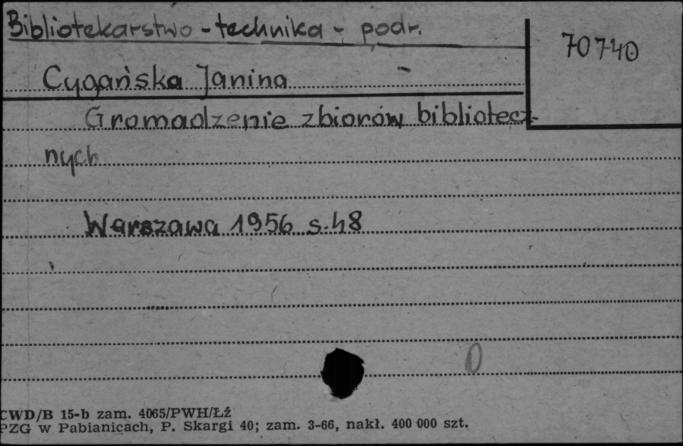 Bibliotekarstwo - technika - podr.
70740
Cygańska Janina
Gromadzenie zbiorów bibliotecz-
nych
Warszawa 1956 s. 48
0
CWD/B 15-b zam. 4065/PWH/Łź
PZG w Pabianicach, P. Skargi 40; zam. 3-66, nakł. 400 000 szt.